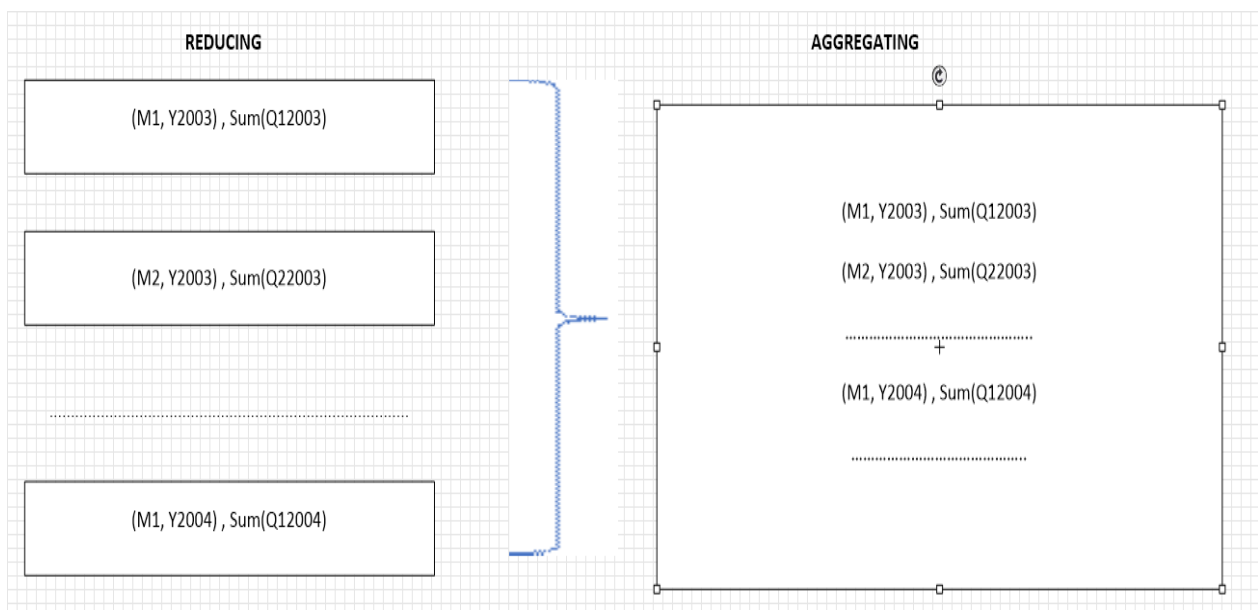 REDUCING
(M1, Y2003) , Sum(Q12003)
(M2, Y2003) , Sum(Q22003)
................................................................................
(M1, Y2004) , Sum(Q12004)
AGGREGATING
(M1, Y2003) , Sum(Q12003)
(M2, Y2003) , Sum(Q22003)
..........................................
(M1, Y2004) , Sum(Q12004)
........................................